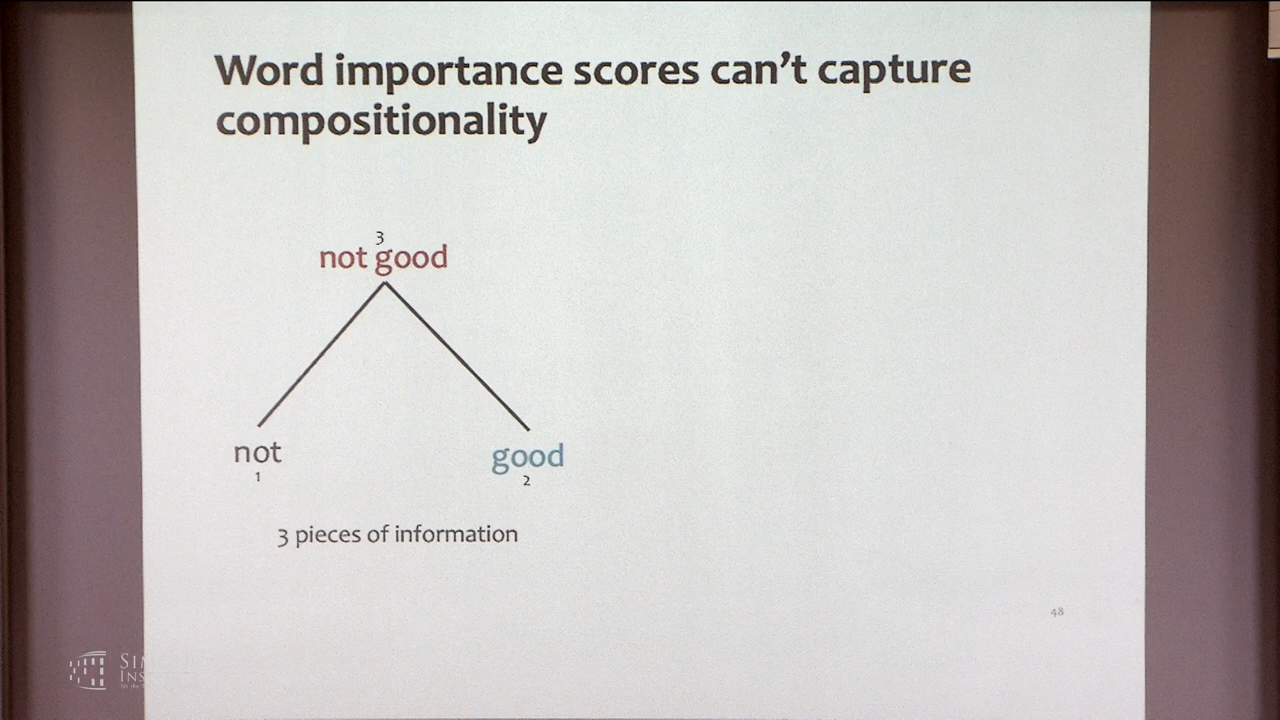 Word importance scores can't capture
compositionality
3
not good
not
good
1
2
3 pieces of information
48